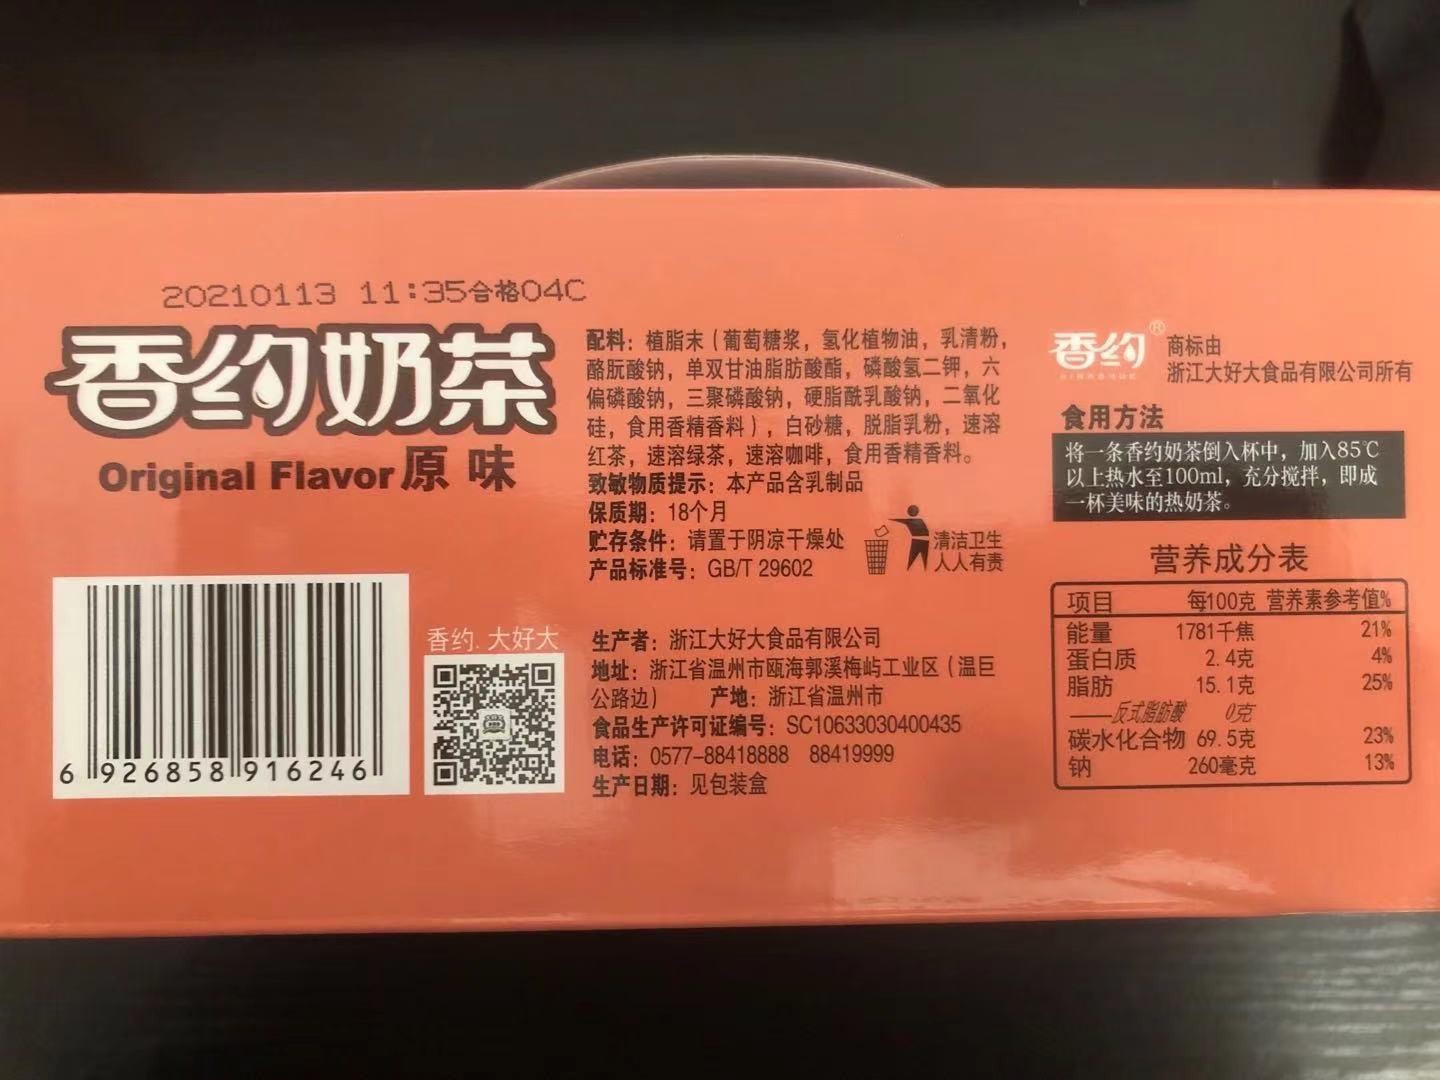 20210113 11:35合格04C
香约奶茶
Original Flavor 原味
6 926858 916246
香约. 大好大
配料：植脂末（葡萄糖浆，氢化植物油，乳清粉，
酪朊酸钠，单双甘油脂肪酸酯，磷酸氢二钾，六
偏磷酸钠，三聚磷酸钠，硬脂酰乳酸钠，二氧化
硅，食用香精香料），白砂糖，脱脂乳粉，速溶
红茶，速溶绿茶，速溶咖啡，食用香精香料。
致敏物质提示：本产品含乳制品
保质期：18个月
贮存条件：请置于阴凉干燥处
产品标准号：GB/T 29602
清洁卫生
人人有责
生产者：浙江大好大食品有限公司
地址：浙江省温州市瓯海郭溪梅屿工业区（温巨
公路边） 产地：浙江省温州市
食品生产许可证编号：SC10633030400435
电话：0577-88418888 88419999
生产日期：见包装盒
香约®
商标由
浙江大好大食品有限公司所有
食用方法
将一条香约奶茶倒入杯中，加入85℃
以上热水至100ml，充分搅拌，即成
一杯美味的热奶茶。
营养成分表
项目 每100克 营养素参考值%
能量 1781千焦 21%
蛋白质 2.4克 4%
脂肪 15.1克 25%
——反式脂肪酸 0克
碳水化合物 69.5克 23%
钠 260毫克 13%